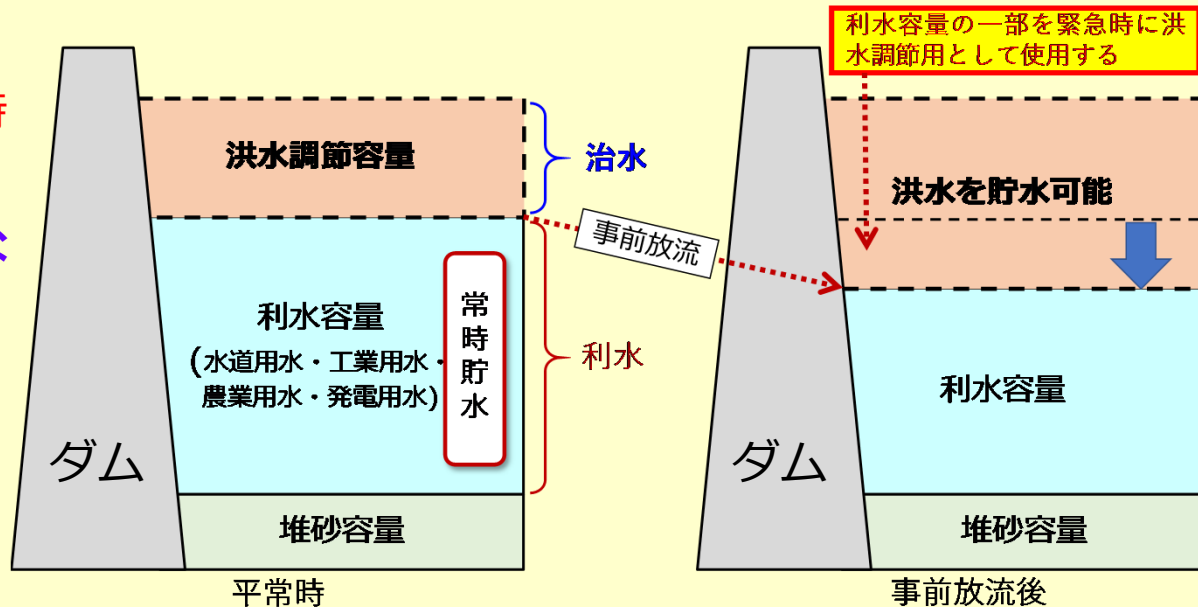 利水容量の一部を緊急時に洪
水調節用として使用する
洪水調節容量
治水
洪水を貯水可能
事前放流
利水容量
(水道用水・工業用水・
農業用水・発電用水)
常時貯水
利水
利水容量
ダム
ダム
堆砂容量
堆砂容量
平常時
事前放流後